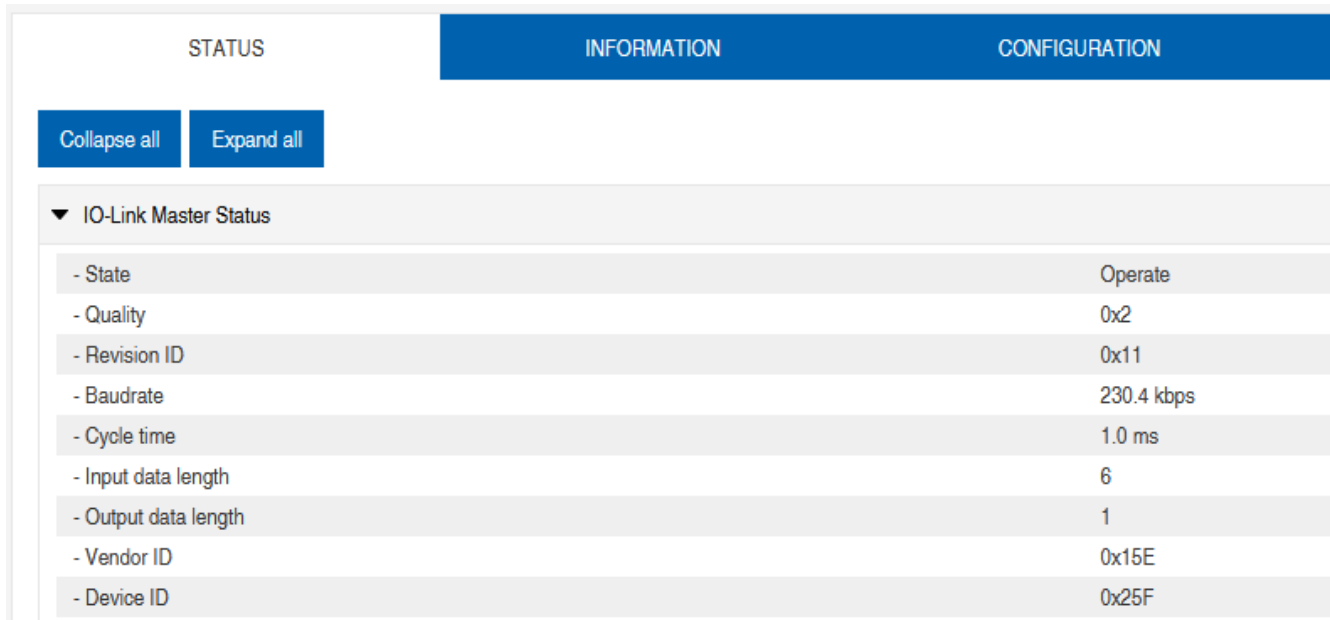 STATUS INFORMATION CONFIGURATION
Collapse all Expand all
IO-Link Master Status
- State Operate
- Quality 0x2
- Revision ID 0x11
- Baudrate 230.4 kbps
- Cycle time 1.0 ms
- Input data length 6
- Output data length 1
- Vendor ID 0x15E
- Device ID 0x25F